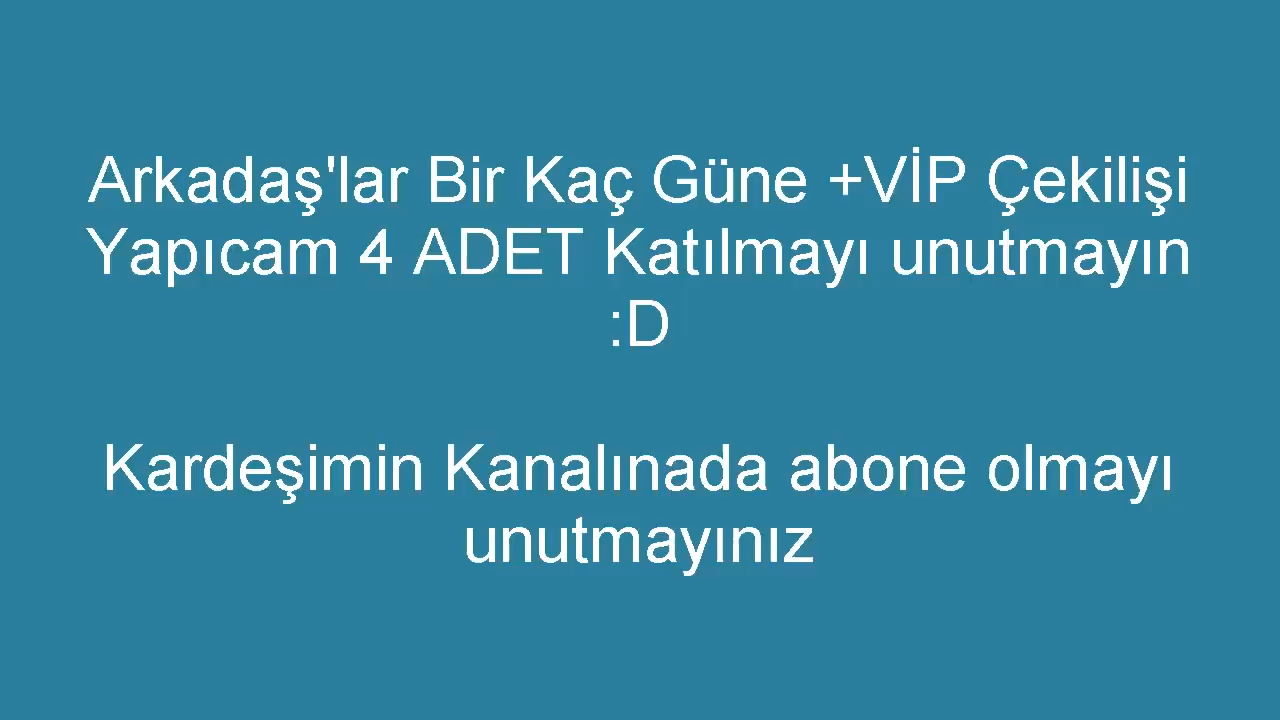 Arkadaş'lar Bir Kaç Güne +VİP Çekilişi
Yapıcam 4 ADET Katılmayı unutmayın
:D
Kardeşimin Kanalınada abone olmayı
unutmayınız